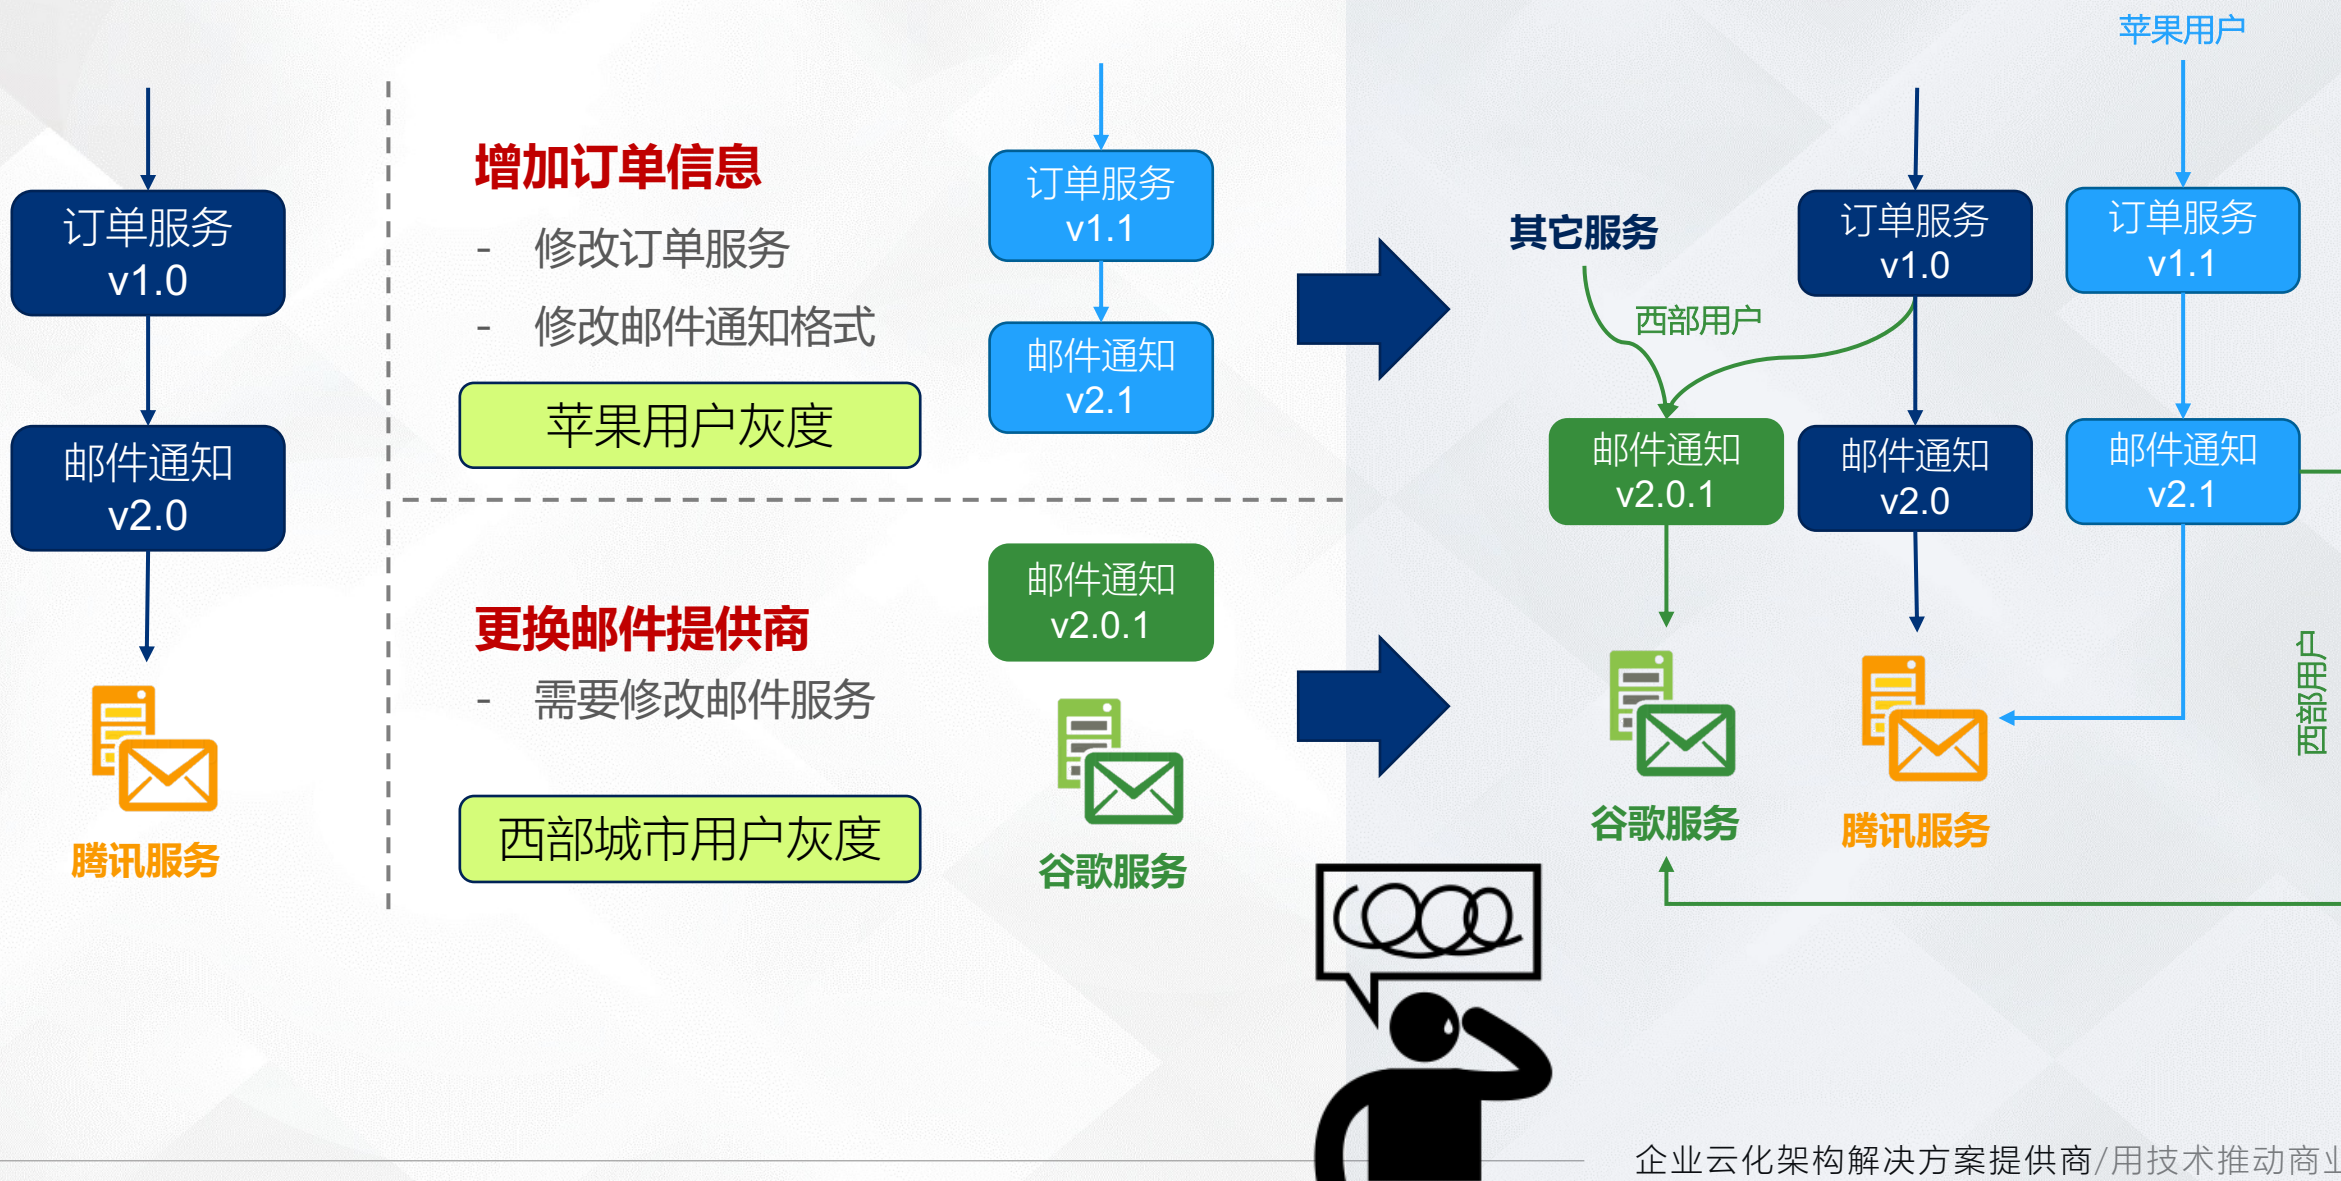 订单服务
v1.0
邮件通知
v2.0
腾讯服务
增加订单信息
- 修改订单服务
- 修改邮件通知格式
苹果用户灰度
订单服务
v1.1
邮件通知
v2.1
更换邮件提供商
- 需要修改邮件服务
西部城市用户灰度
邮件通知
v2.0.1
谷歌服务
苹果用户
其它服务
西部用户
订单服务
v1.0
订单服务
v1.1
邮件通知
v2.0.1
邮件通知
v2.0
邮件通知
v2.1
西部用户
谷歌服务
腾讯服务
企业云化架构解决方案提供商/用技术推动商业